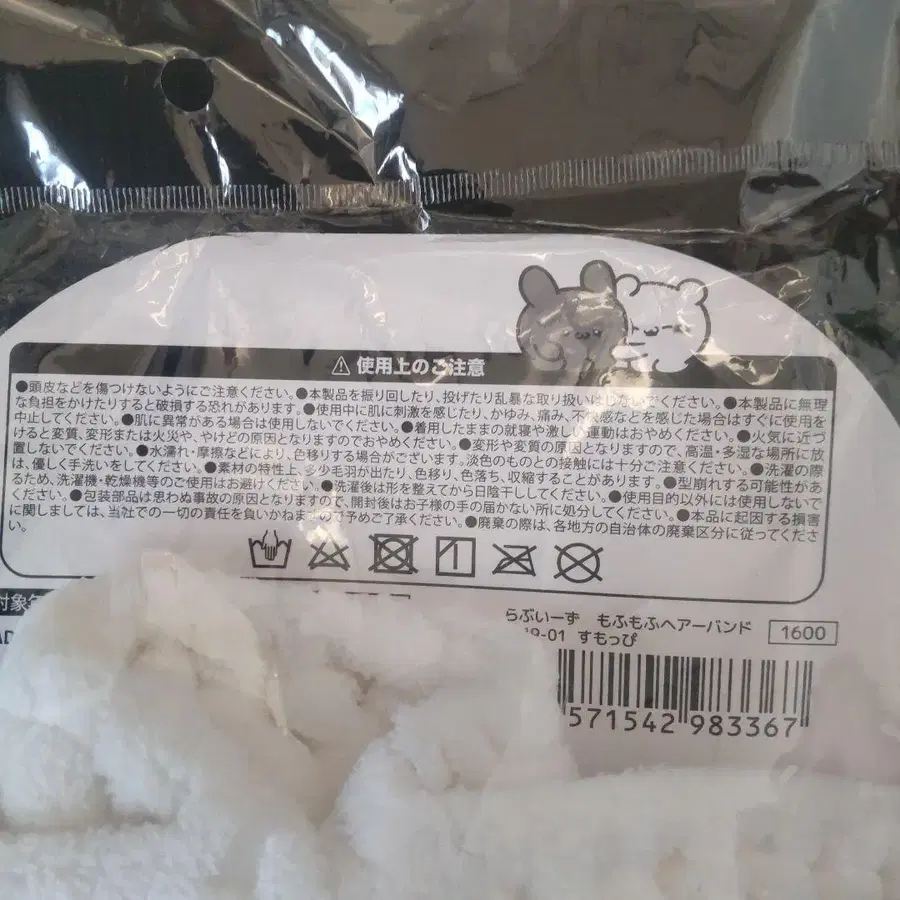 ⚠使用上のご注意
●頭皮などを傷つけないようにご注意ください。●本製品を振り回したり、投げたり乱暴な取り扱いはしないでください。●本製品に無理
な負担をかけたりすると破損する恐れがあります。●使用中に肌に刺激を感じたり、かゆみ、痛み、不快感などを感じた場合はすぐに使用を
中止してください。●肌に異常がある場合は使用しないでください。●着用したままの就寝や激しい運動はおやめください。●火気に近づ
けると変質、変形または火災や、やけどの原因となりますのでおやめください。●変形や変質の原因となりますので、高温・多湿な場所に放
置しないでください。●水濡れ・摩擦などにより、色移りする場合がございます。淡色のものとの接触には十分ご注意ください。●洗濯の際
は、優しく手洗いをしてください。●素材の特性上、多少毛羽が出たり、色移り、色落ち、収縮することがあります。●型崩れする可能性があ
るため、洗濯機・乾燥機等のご使用はお避けください。●洗濯後は形を整えてから日陰干ししてください。●使用目的以外には使用しないで
ください。●包装部品は思わぬ事故の原因となりますので、開封後はお子様の手の届かない所に処分してください。●本品に起因する損害
に関しましては、当社での一切の責任を負いかねますので予めご了承ください。●廃棄の際は、各地方の自治体の廃棄区分に従ってくださ
い。
対象年
らぶいーず もふもふヘアーバンド 1600
9-01 すもっぴ
571542 983367